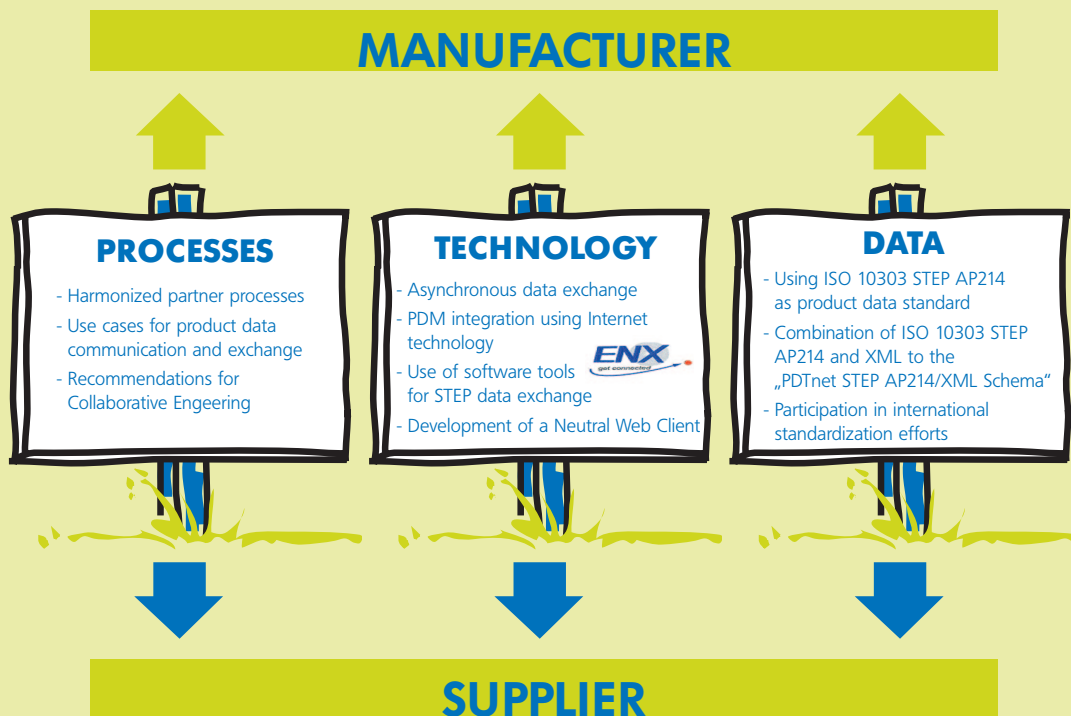 MANUFACTURER
PROCESSES
- Harmonized partner processes
- Use cases for product data
communication and exchange
- Recommendations for
Collaborative Engeering
TECHNOLOGY
- Asynchronous data exchange
- PDM integration using Internet
technology
- Use of software tools
for STEP data exchange
- Development of a Neutral Web Client
ENX
get connected
DATA
- Using ISO 10303 STEP AP214
as product data standard
- Combination of ISO 10303 STEP
AP214 and XML to the
„PDTnet STEP AP214/XML Schema“
- Participation in international
standardization efforts
SUPPLIER